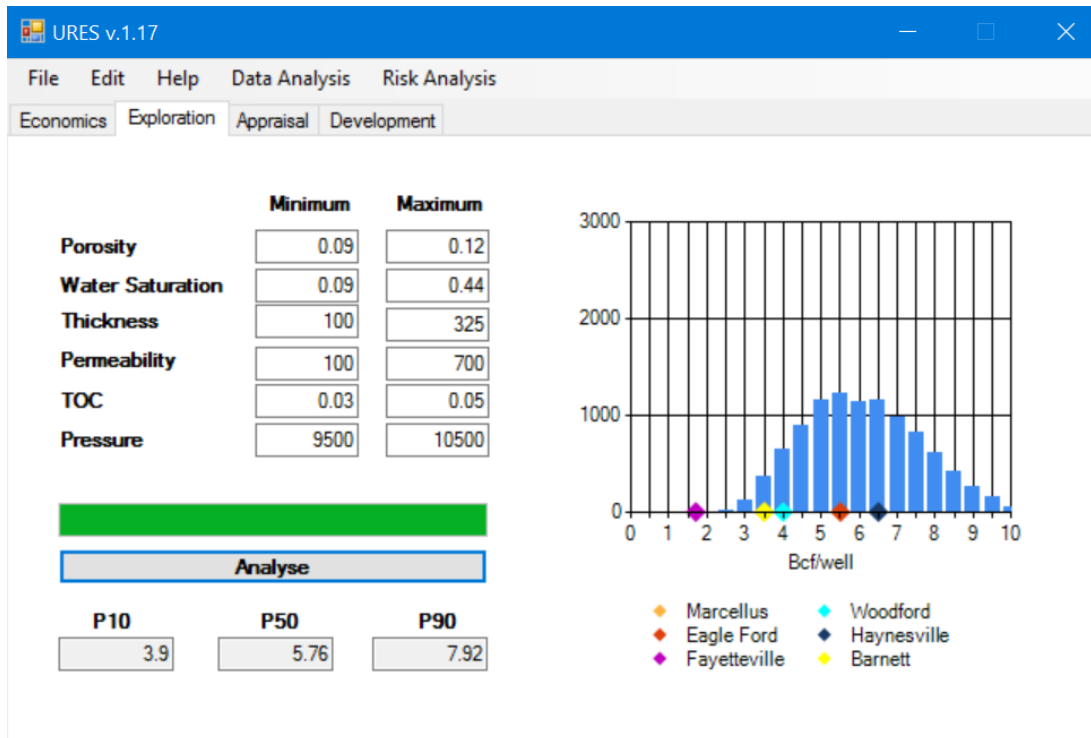 URES v.1.17
File Edit Help Data Analysis Risk Analysis
Economics Exploration Appraisal Development
Minimum Maximum
Porosity 0.09 0.12
Water Saturation 0.09 0.44
Thickness 100 325
Permeability 100 700
TOC 0.03 0.05
Pressure 9500 10500
Analyse
P10 P50 P90
3.9 5.76 7.92
3000
2000
1000
0
0 1 2 3 4 5 6 7 8 9 10
Bcf/well
Marcellus Woodford
Eagle Ford Haynesville
Fayetteville Barnett